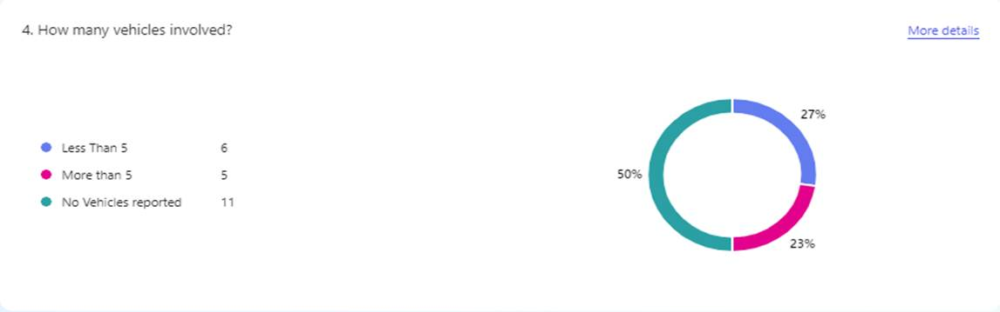 4. How many vehicles involved?
More details
Less Than 5 6
More than 5 5
No Vehicles reported 11
27%
50%
23%